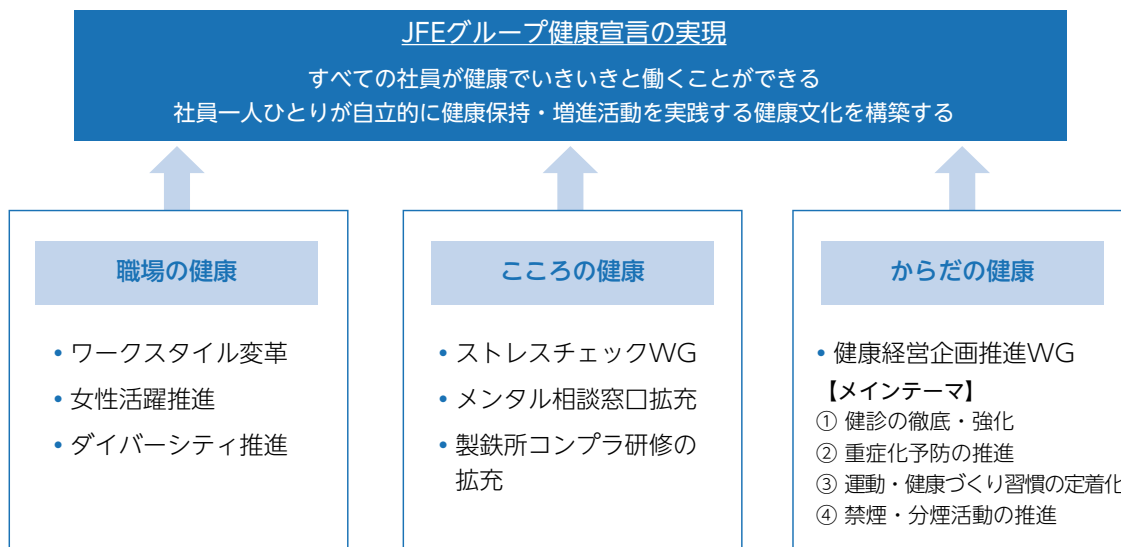 JFEグループ健康宣言の実現
すべての社員が健康でいきいきと働くことができる
社員一人ひとりが自立的に健康保持・増進活動を実践する健康文化を構築する
職場の健康
• ワークスタイル変革
• 女性活躍推進
• ダイバーシティ推進
こころの健康
• ストレスチェックWG
• メンタル相談窓口拡充
• 製鉄所コンプラ研修の
拡充
からだの健康
• 健康経営企画推進WG
【メインテーマ】
① 健診の徹底・強化
② 重症化予防の推進
③ 運動・健康づくり習慣の定着化
④ 禁煙・分煙活動の推進